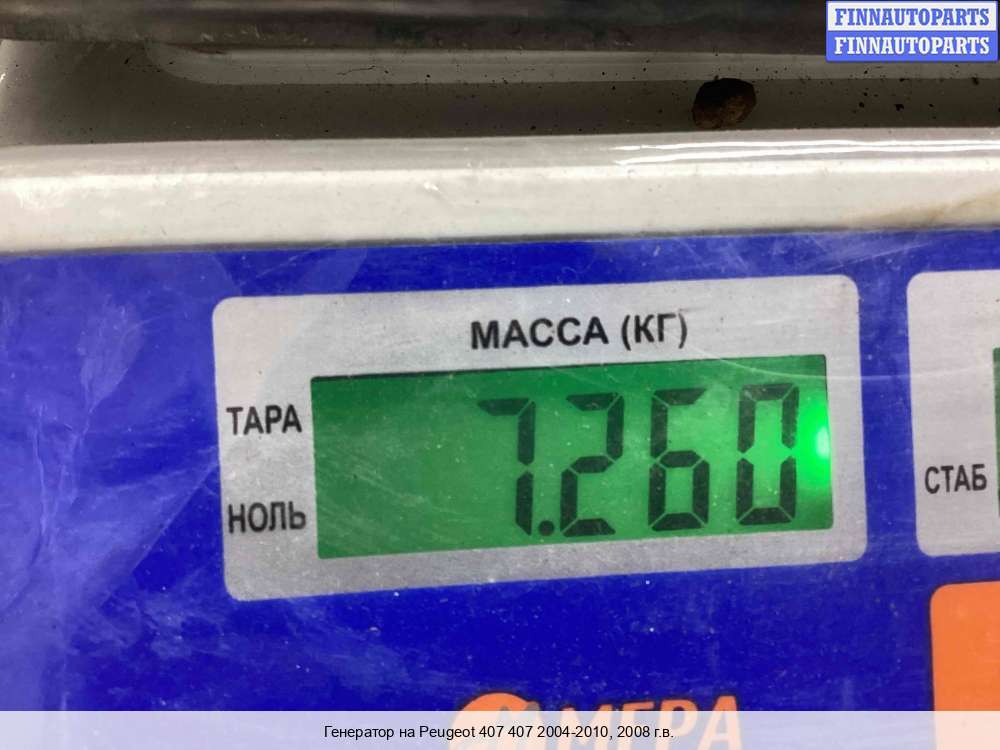 FINNAUTOPARTS
FINNAUTOPARTS
МАССА (КГ)
ТАРА
7.260
НОЛЬ
СТАБ
Генератор на Peugeot 407 407 2004-2010, 2008 г.в.